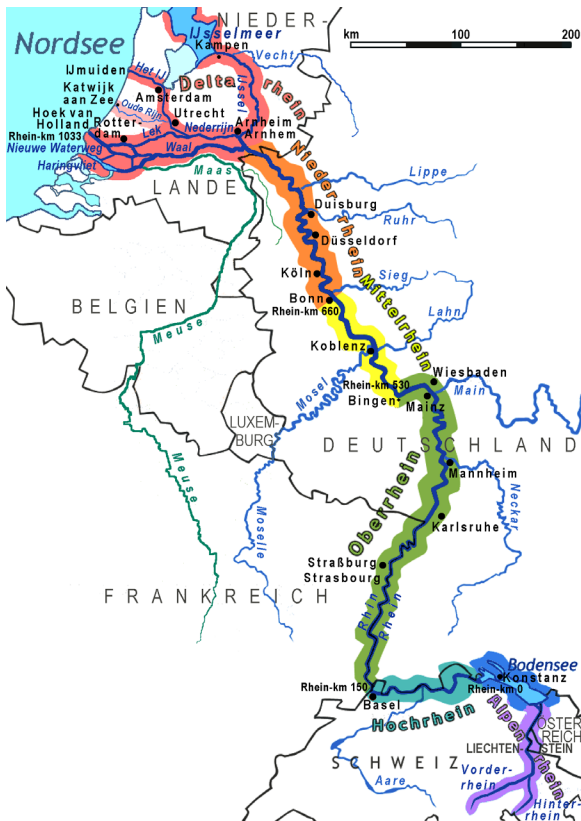 NIEDER-
Nordsee
IJsselmeer
Kampen
Vecht
km 0 100 200
IJmuiden
Het IJ
Delta
rhein
IJssel
Katwijk
aan Zee
Amsterdam
Oude Rijn
Utrecht
Hoek van
Holland
Rotter-
dam
Lek
Nederrijn
Arnheim
Arnhem
Rhein-km 1033
Nieuwe Waterweg
Waal
Haringvliet
Maas
LANDE
Nieder
rhein
Lippe
Duisburg
Ruhr
Düsseldorf
Köln
Sieg
Mittelrhein
BELGIEN
Bonn
Rhein-km 660
Lahn
Meuse
Koblenz
Wiesbaden
Mosel
Rhein-km 530
Bingen
Mainz
Main
LUXEM-
BURG
DEUTSCHLAND
Oberrhein
Mannheim
Meuse
Neckar
Moselle
Karlsruhe
Straßburg
Strasbourg
FRANKREICH
Rhin
Rhein
Bodensee
Konstanz
Rhein-km 150
Rhein-km 0
Basel
Hochrhein
Alpen
rhein
ÖSTER
REICH
LIECHTEN-
STEIN
SCHWEIZ
Aare
Vorder-
rhein
Hinter-
rhein